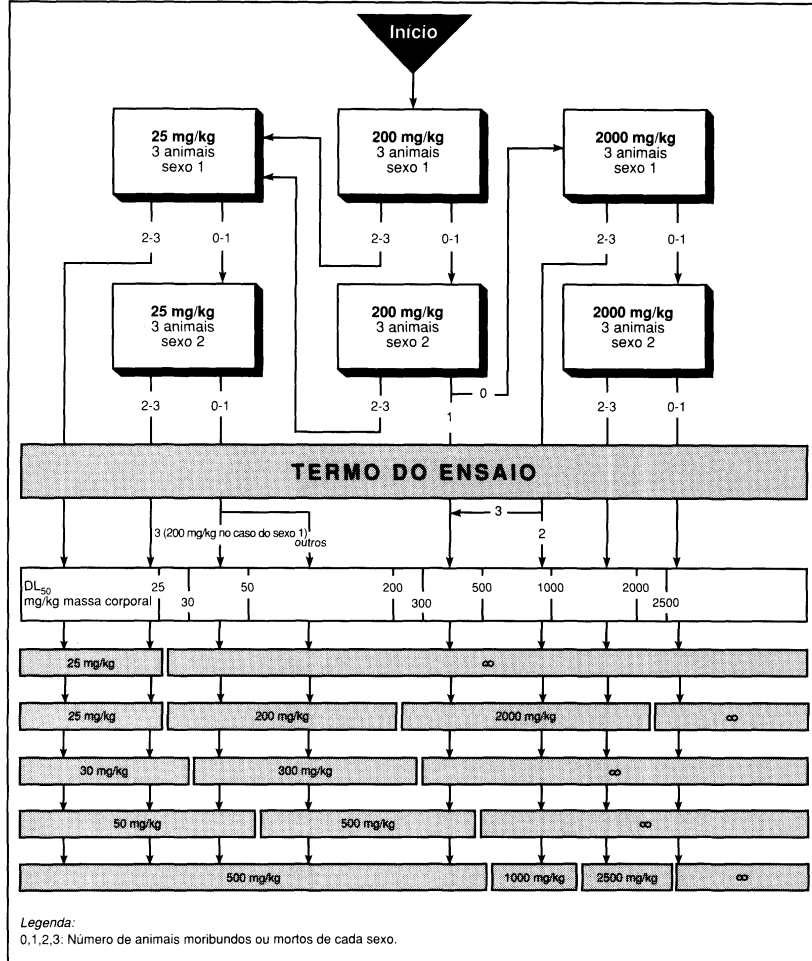 Início
25 mg/kg
3 animais
sexo 1
200 mg/kg
3 animais
sexo 1
2000 mg/kg
3 animais
sexo 1
2-3
0-1
2-3
0-1
2-3
0-1
25 mg/kg
3 animais
sexo 2
200 mg/kg
3 animais
sexo 2
2000 mg/kg
3 animais
sexo 2
2-3
0-1
2-3
1
0
2-3
0-1
TERMO DO ENSAIO
3 (200 mg/kg no caso do sexo 1)
outros
3
2
DL50
mg/kg massa corporal
25
30
50
200
300
500
1000
2000
2500
25 mg/kg
∞
25 mg/kg
200 mg/kg
2000 mg/kg
∞
30 mg/kg
300 mg/kg
∞
50 mg/kg
500 mg/kg
∞
500 mg/kg
1000 mg/kg
2500 mg/kg
∞
Legenda:
0,1,2,3: Número de animais moribundos ou mortos de cada sexo.